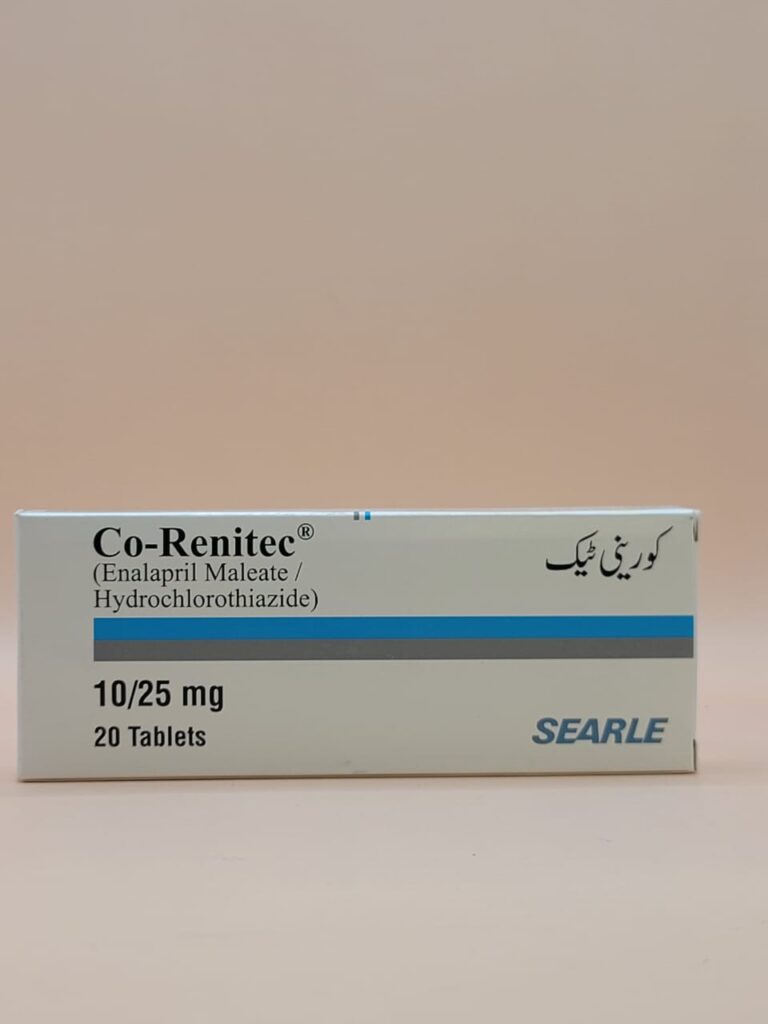 Co-Renitec®
کورینی ٹیک
(Enalapril Maleate /
Hydrochlorothiazide)
10/25 mg
20 Tablets
SEARLE